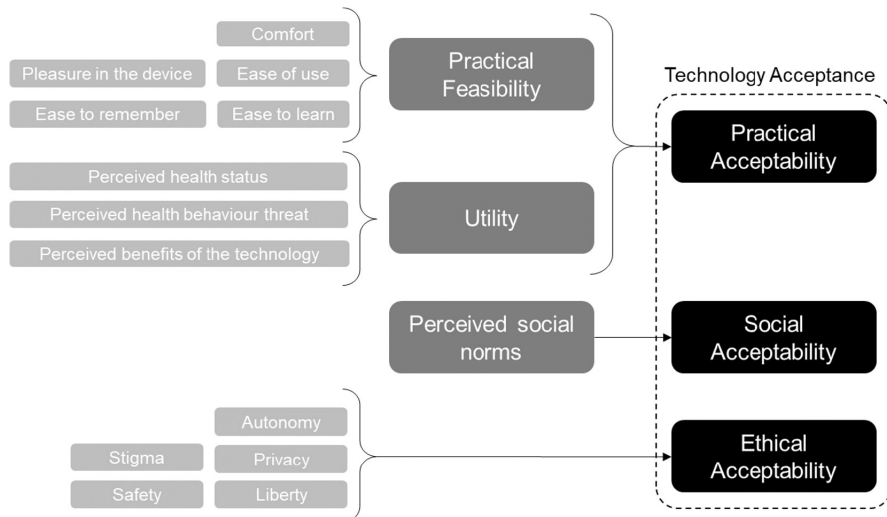 Comfort
Pleasure in the device
Ease of use
Ease to remember
Ease to learn
Practical
Feasibility
Perceived health status
Perceived health behaviour threat
Perceived benefits of the technology
Utility
Perceived social
norms
Autonomy
Stigma
Privacy
Safety
Liberty
Technology Acceptance
Practical
Acceptability
Social
Acceptability
Ethical
Acceptability